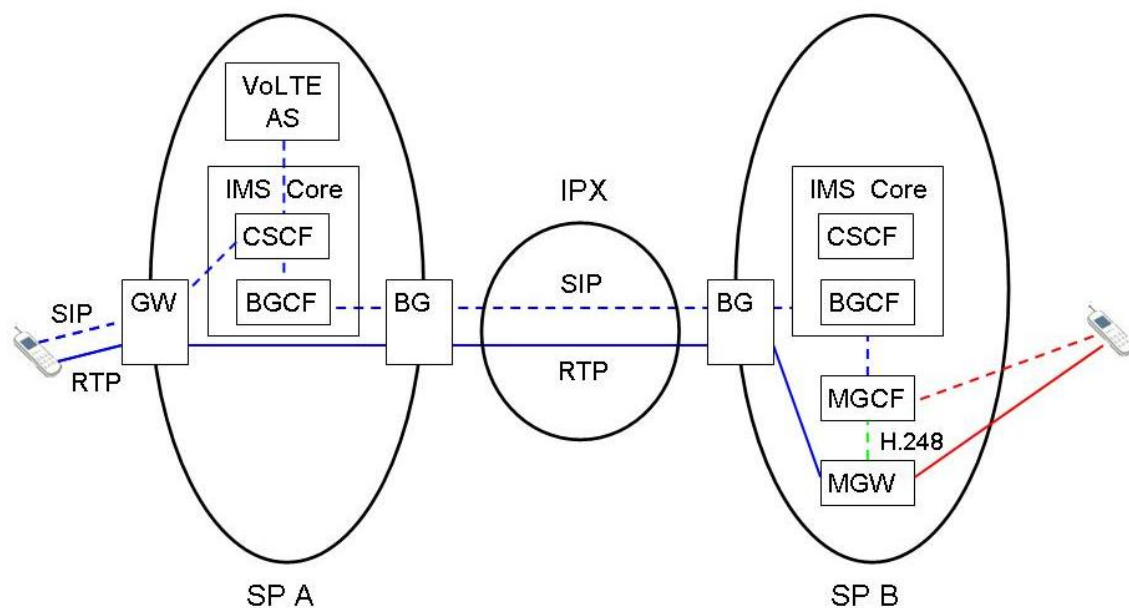 VoLTE
AS
IMS Core
CSCF
BGCF
GW
BG
SIP
RTP
SP A
IPX
SIP
RTP
BG
IMS Core
CSCF
BGCF
MGCF
H.248
MGW
SP B